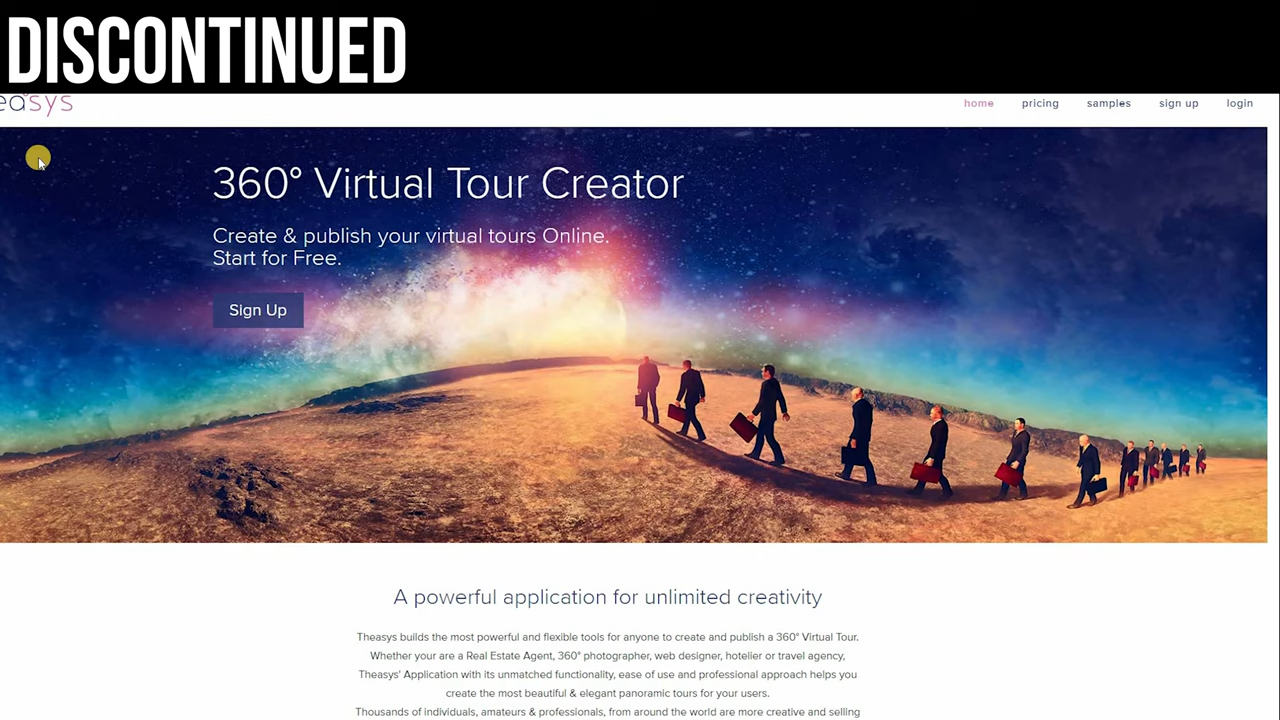 DISCONTINUED
easys
home pricing samples sign up login
360° Virtual Tour Creator
Create & publish your virtual tours Online.
Start for Free.
Sign Up
A powerful application for unlimited creativity
Theasys builds the most powerful and flexible tools for anyone to create and publish a 360° Virtual Tour.
Whether your are a Real Estate Agent, 360° photographer, web designer, hotelier or travel agency,
Theasys' Application with its unmatched functionality, ease of use and professional approach helps you
create the most beautiful & elegant panoramic tours for your users.
Thousands of individuals, amateurs & professionals, from around the world are more creative and selling